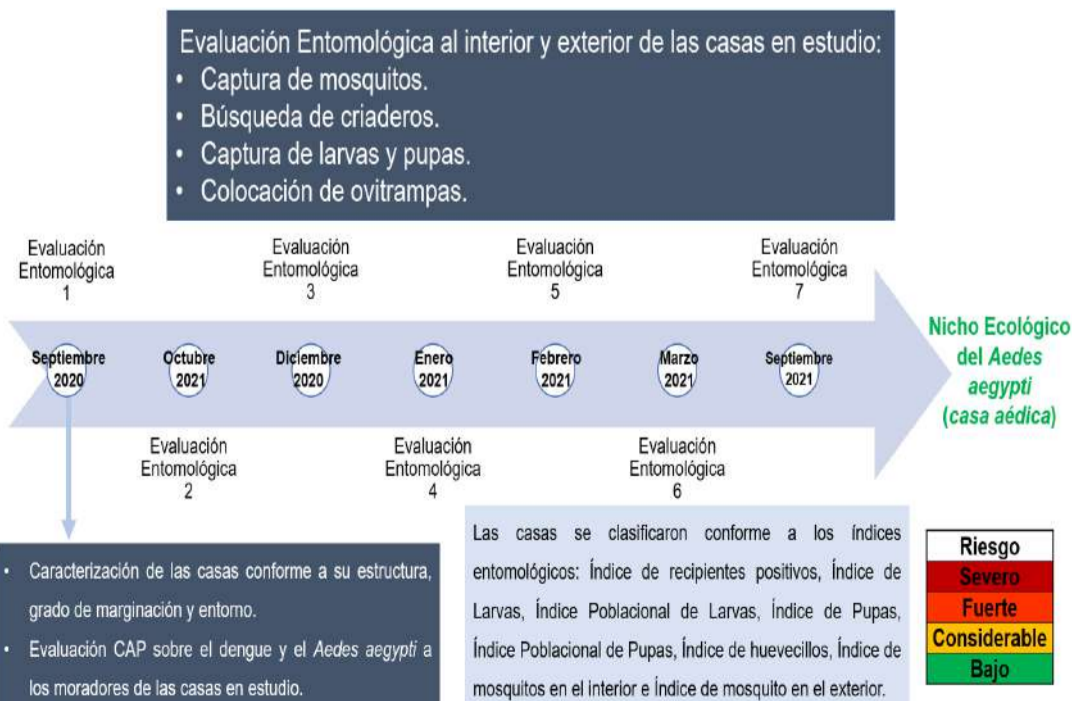 Evaluación Entomológica al interior y exterior de las casas en estudio:
• Captura de mosquitos.
• Búsqueda de criaderos.
• Captura de larvas y pupas.
• Colocación de ovitrampas.
Evaluación
Entomológica
1
Evaluación
Entomológica
3
Evaluación
Entomológica
5
Evaluación
Entomológica
7
Septiembre
2020
Octubre
2021
Diciembre
2020
Enero
2021
Febrero
2021
Marzo
2021
Septiembre
2021
Nicho Ecológico
del Aedes
aegypti
(casa aédica)
Evaluación
Entomológica
2
Evaluación
Entomológica
4
Evaluación
Entomológica
6
• Caracterización de las casas conforme a su estructura,
grado de marginación y entorno.
• Evaluación CAP sobre el dengue y el Aedes aegypti a
los moradores de las casas en estudio.
Las casas se clasificaron conforme a los índices
entomológicos: Índice de recipientes positivos, Índice de
Larvas, Índice Poblacional de Larvas, Índice de Pupas,
Índice Poblacional de Pupas, Índice de huevecillos, Índice de
mosquitos en el interior e Índice de mosquito en el exterior.
Riesgo
Severo
Fuerte
Considerable
Bajo